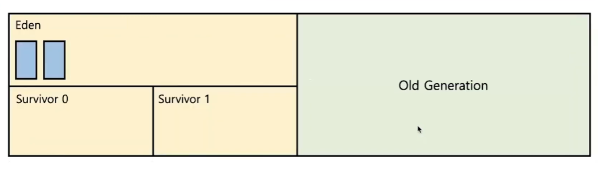 Eden
Survivor 0
Survivor 1
Old Generation